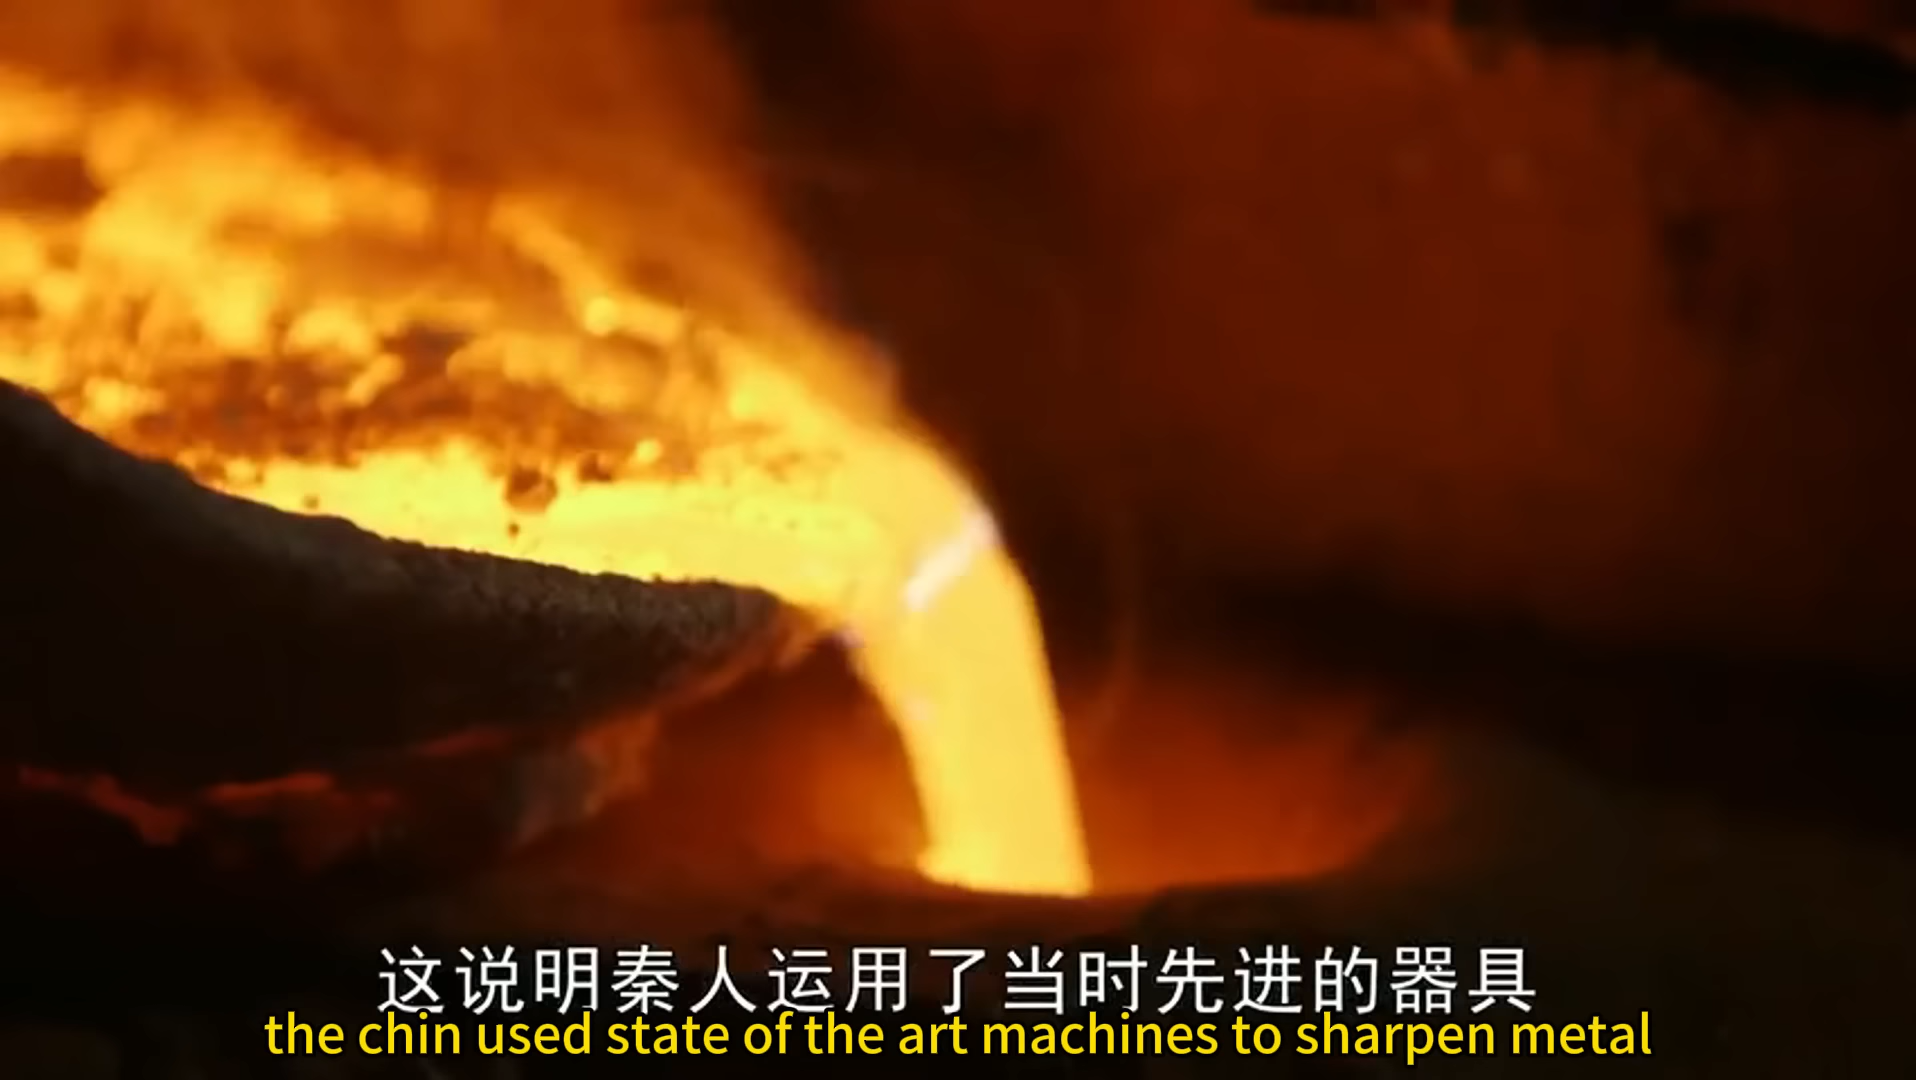 这说明秦人运用了当时先进的器具
the chin used state of the art machines to sharpen metal